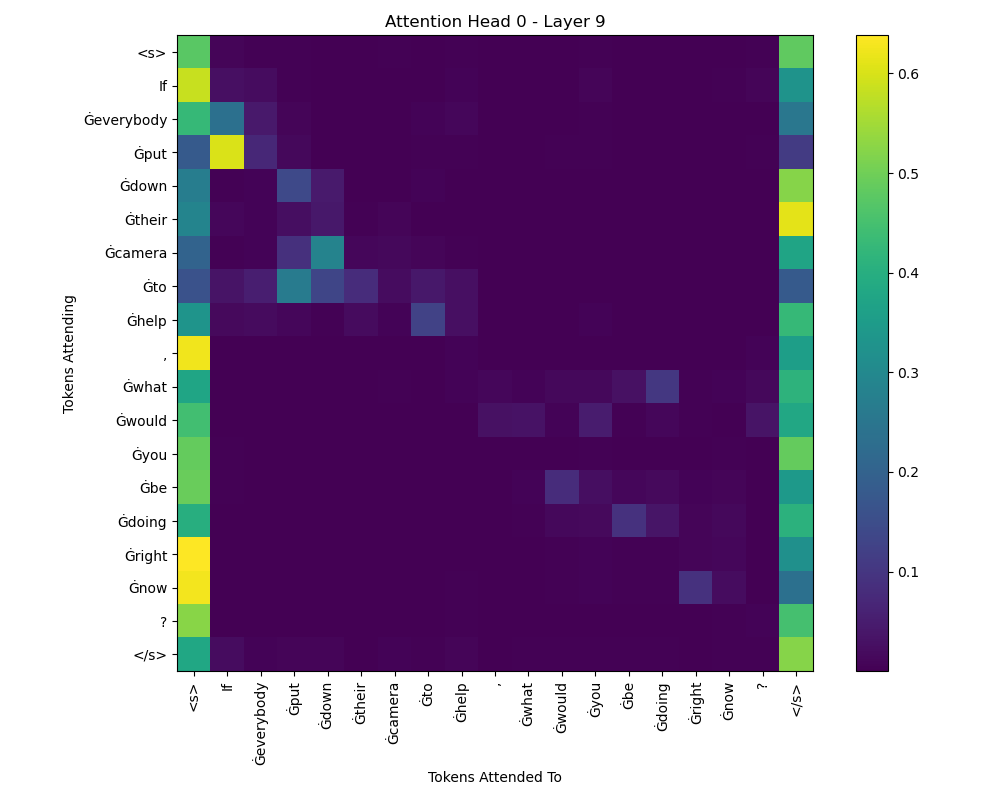 Attention Head 0 - Layer 9
<s>
If
Ġeverybody
Ġput
Ġdown
Ġtheir
Ġcamera
Ġto
Ġhelp
,
Ġwhat
Ġwould
Ġyou
Ġbe
Ġdoing
Ġright
Ġnow
?
</s>
Tokens Attending
<s>
If
Ġeverybody
Ġput
Ġdown
Ġtheir
Ġcamera
Ġto
Ġhelp
,
Ġwhat
Ġwould
Ġyou
Ġbe
Ġdoing
Ġright
Ġnow
?
</s>
Tokens Attended To
0.6
0.5
0.4
0.3
0.2
0.1